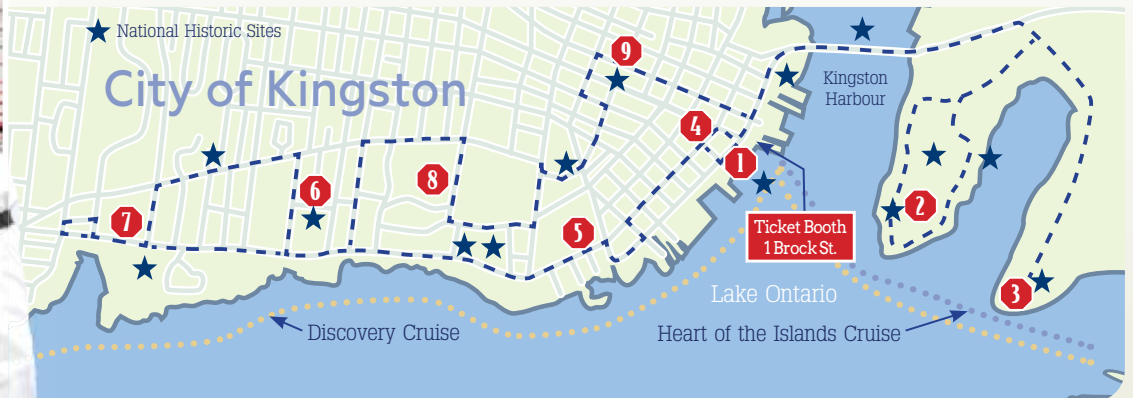 National Historic Sites
City of Kingston
9
Kingston
Harbour
4
1
6
8
7
2
5
Ticket Booth
1 Brock St.
3
Lake Ontario
Discovery Cruise
Heart of the Islands Cruise